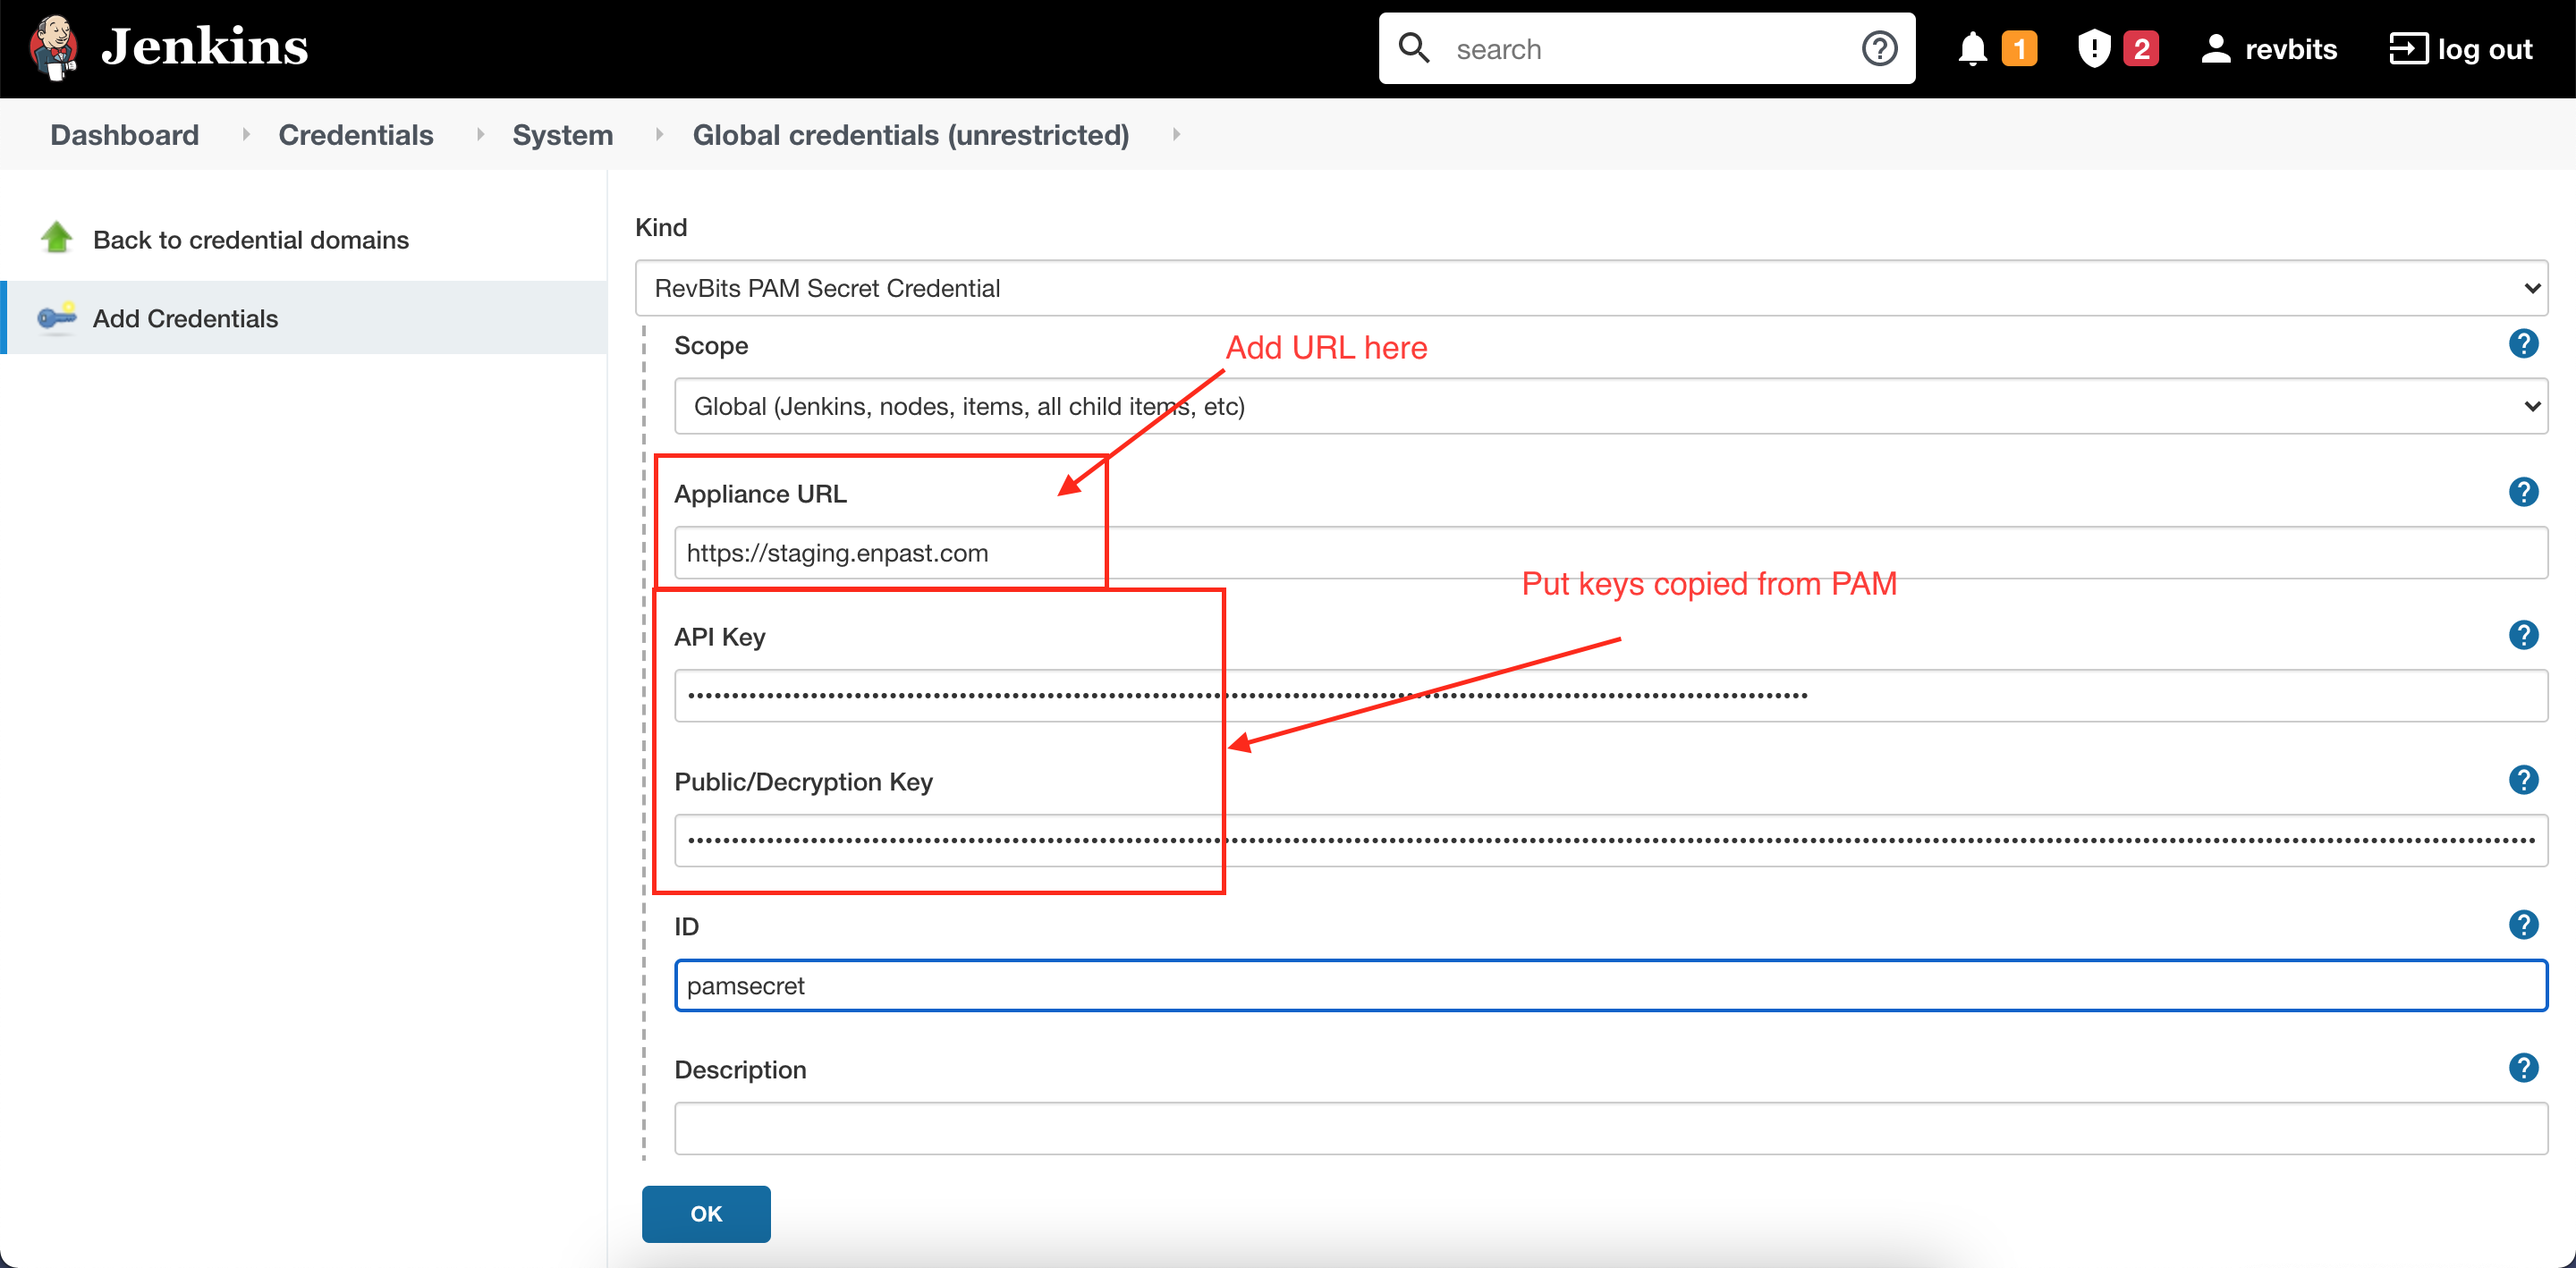 Jenkins
search
1
2
revbits
log out
Dashboard
Credentials
System
Global credentials (unrestricted)
Back to credential domains
Add Credentials
Kind
RevBits PAM Secret Credential
Scope
Add URL here
Global (Jenkins, nodes, items, all child items, etc)
Appliance URL
https://staging.enpast.com
Put keys copied from PAM
API Key
Public/Decryption Key
ID
pamsecret
Description
OK